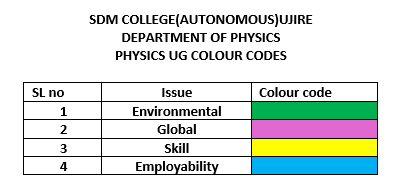 SDM COLLEGE(AUTONOMOUS)UJIRE
DEPARTMENT OF PHYSICS
PHYSICS UG COLOUR CODES
SL no Issue Colour code
1 Environmental
2 Global
3 Skill
4 Employability